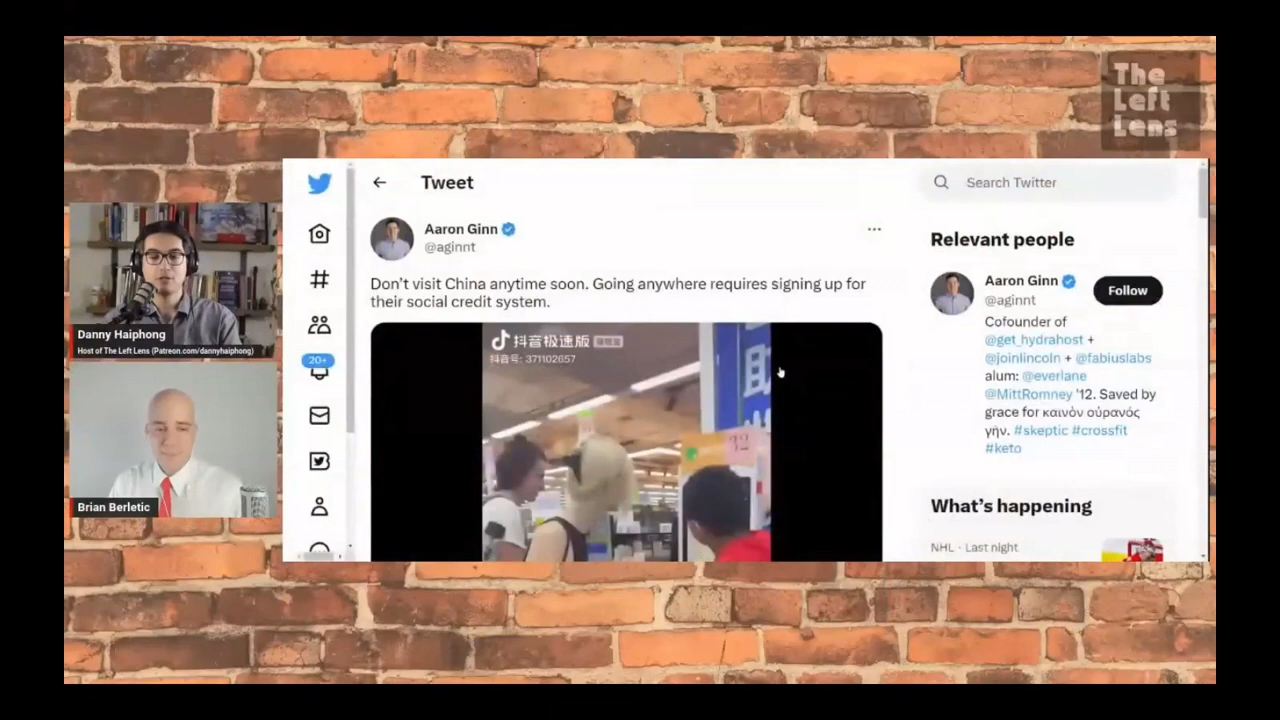 The
Left
Lens
Tweet
Search Twitter
Aaron Ginn
@aginnt
Don't visit China anytime soon. Going anywhere requires signing up for
their social credit system.
抖音极速版
抖音号: 371102657
12
Relevant people
Aaron Ginn
@aginnt
Follow
Cofounder of
@get_hydrahost +
@joinlincoln + @fabiuslabs
alum: @everlane
@MittRomney '12. Saved by
grace for καινὸν οὐρανός
γῆν. #skeptic #crossfit
#keto
What's happening
NHL · Last night
20+
Danny Haiphong
Host of The Left Lens (Patreon.com/dannyhaiphong)
Brian Berletic